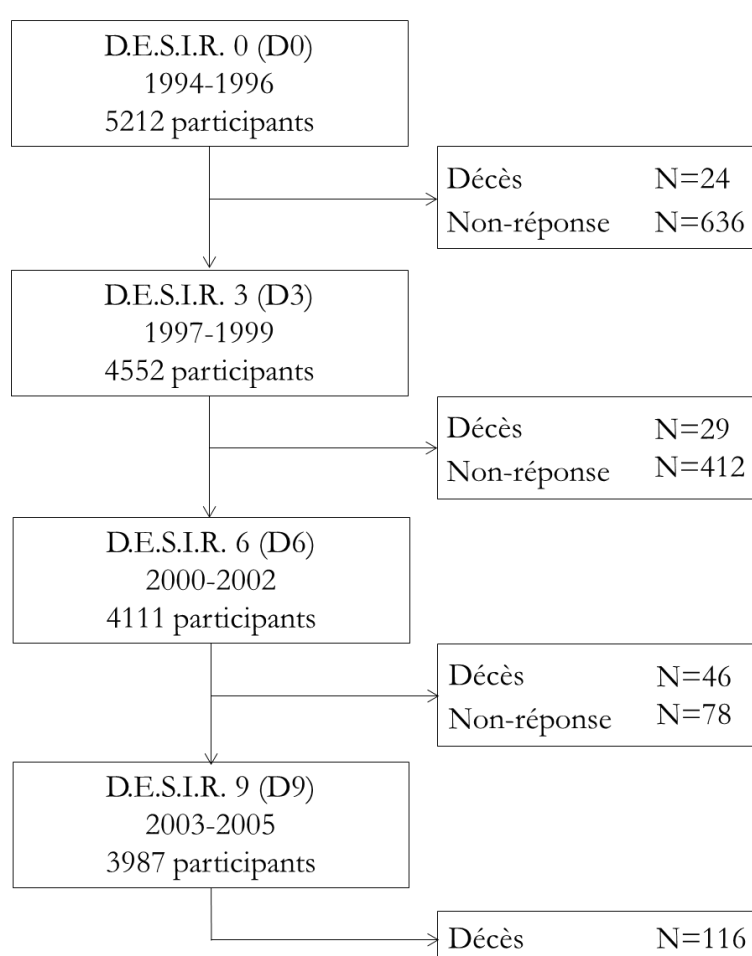 D.E.S.I.R. 0 (D0)
1994-1996
5212 participants
Décès N=24
Non-réponse N=636
D.E.S.I.R. 3 (D3)
1997-1999
4552 participants
Décès N=29
Non-réponse N=412
D.E.S.I.R. 6 (D6)
2000-2002
4111 participants
Décès N=46
Non-réponse N=78
D.E.S.I.R. 9 (D9)
2003-2005
3987 participants
Décès N=116